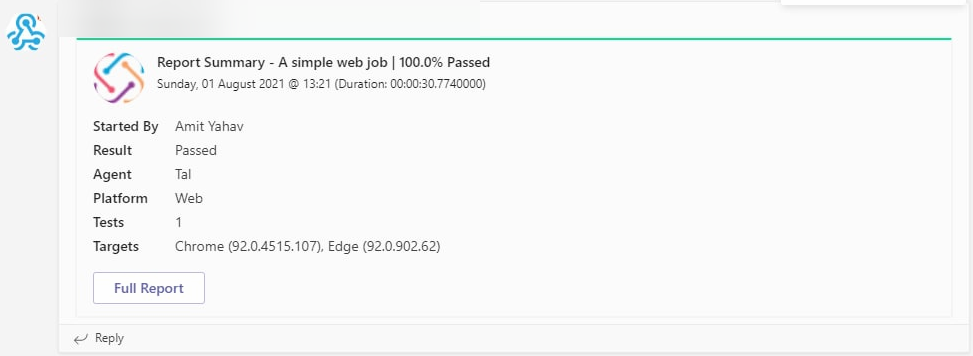 Report Summary - A simple web job | 100.0% Passed
Sunday, 01 August 2021 @ 13:21 (Duration: 00:00:30.7740000)
Started By Amit Yahav
Result Passed
Agent Tal
Platform Web
Tests 1
Targets Chrome (92.0.4515.107), Edge (92.0.902.62)
Full Report
Reply